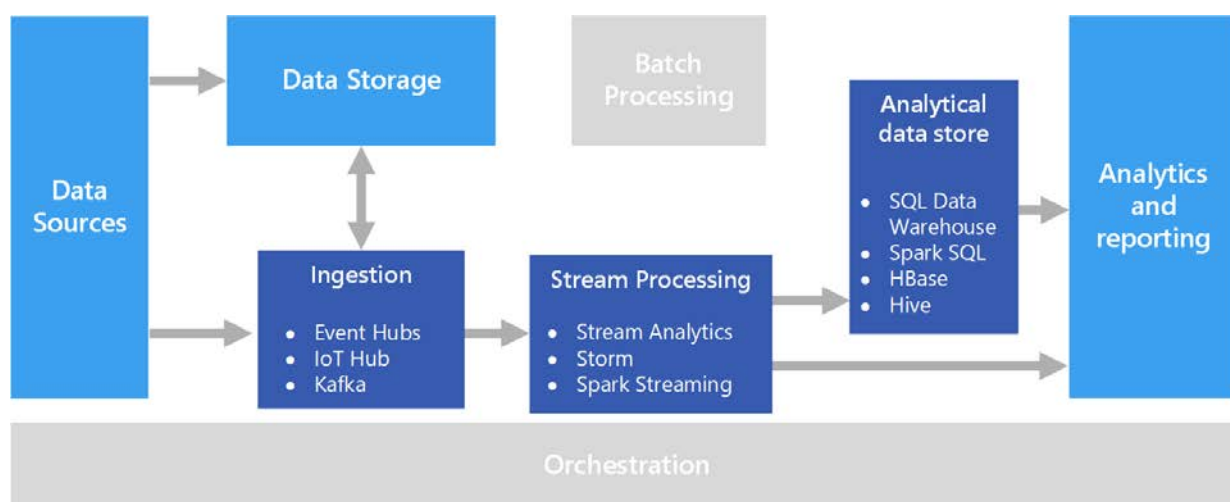 Data
Sources
Data Storage
Batch
Processing
Analytical
data store
• SQL Data
Warehouse
• Spark SQL
• HBase
• Hive
Analytics
and
reporting
Ingestion
• Event Hubs
• IoT Hub
• Kafka
Stream Processing
• Stream Analytics
• Storm
• Spark Streaming
Orchestration